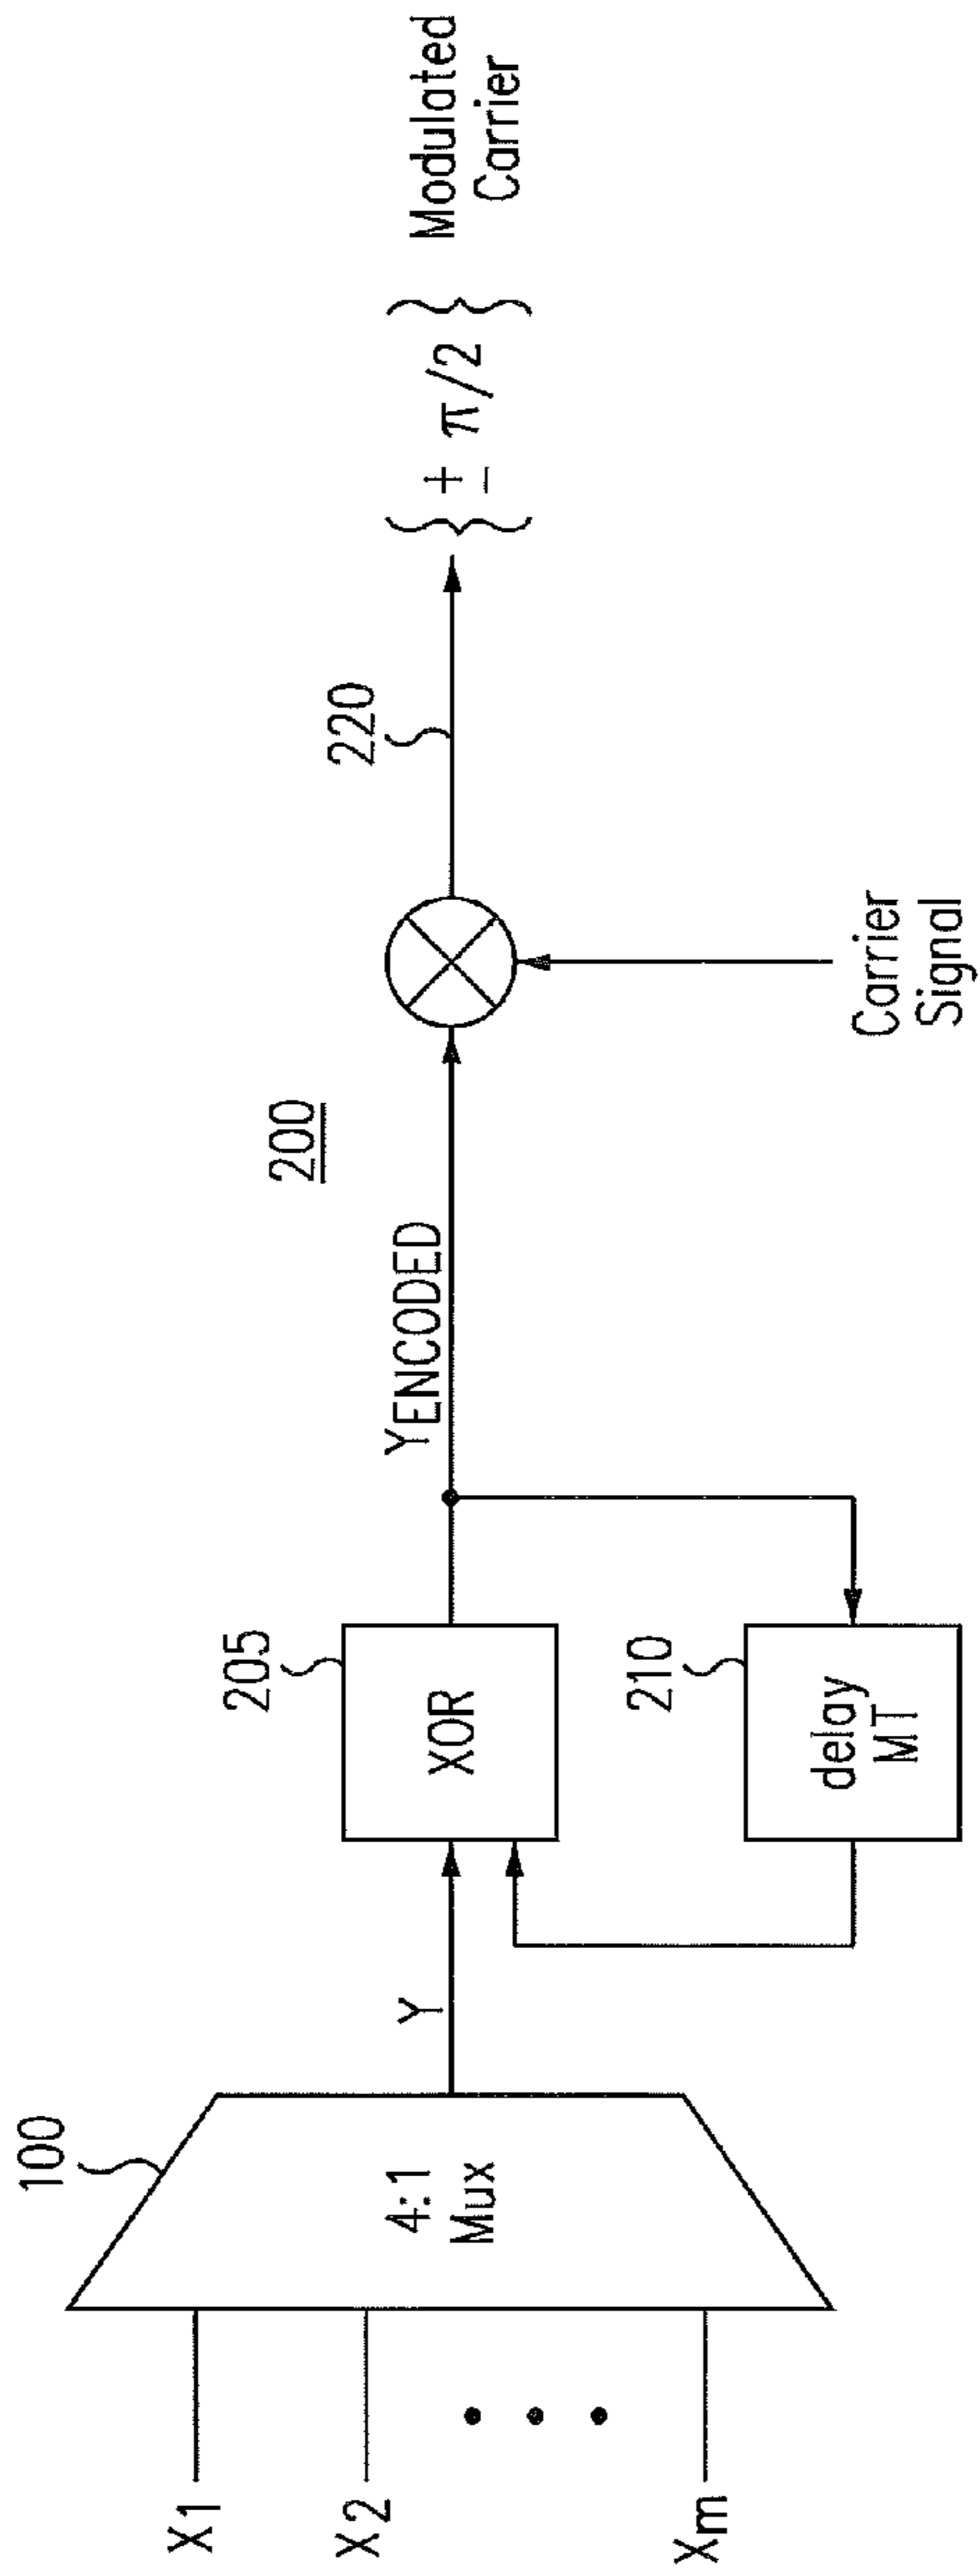 X1
X2
Xm
100
4:1
Mux
Y
205
XOR
210
delay
MT
YENCODED
200
Carrier
Signal
220
{± π/2}
Modulated
Carrier